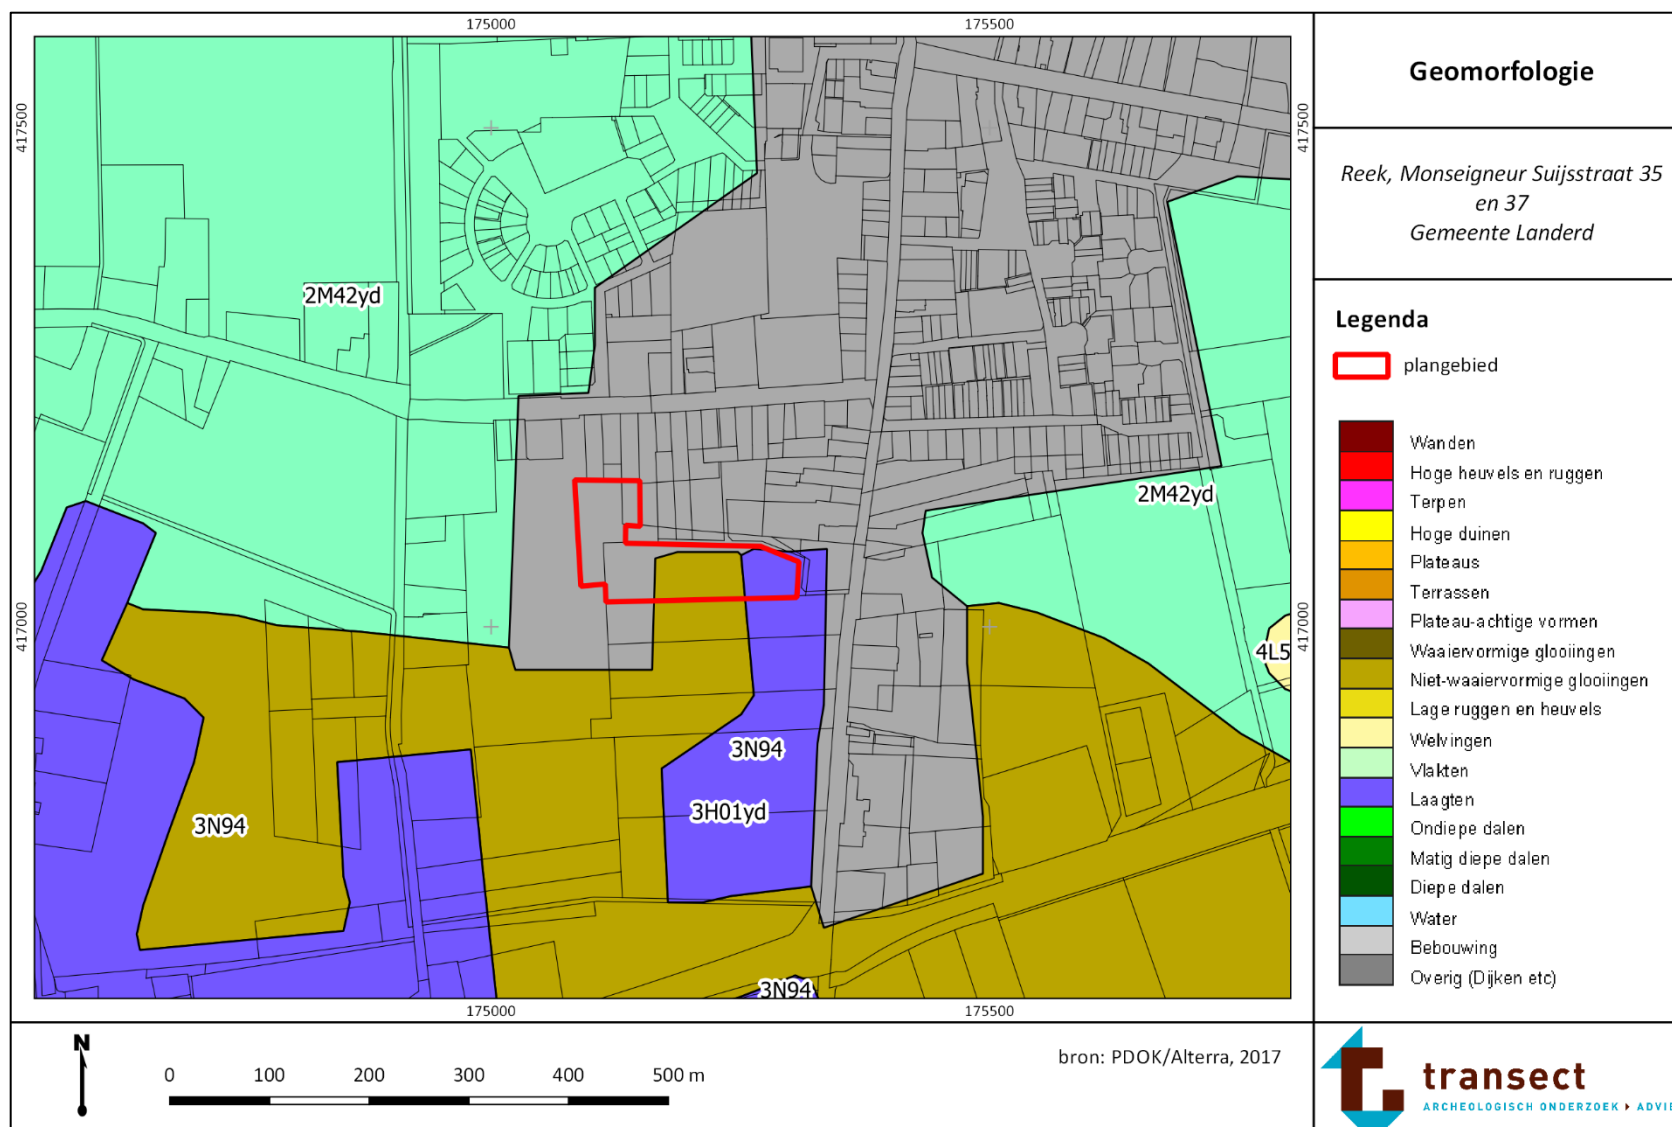 175000
175500
417500
417500
2M42yd
2M42yd
417000
417000
4L5
3N94
3N94
3H01yd
3N94
175000
175500
Geomorfologie
Reek, Monseigneur Suijsstraat 35
en 37
Gemeente Landerd
Legenda
plangebied
Wanden
Hoge heuvels en ruggen
Terpen
Hoge duinen
Plateaus
Terrassen
Plateau-achtige vormen
Waaiervormige glooiingen
Niet-waaiervormige glooiingen
Lage ruggen en heuvels
Welvingen
Vlakten
Laagten
Ondiepe dalen
Matig diepe dalen
Diepe dalen
Water
Bebouwing
Overig (Dijken etc)
N
0 100 200 300 400 500 m
bron: PDOK/Alterra, 2017
transect
ARCHEOLOGISCH ONDERZOEK ▸ ADVIE